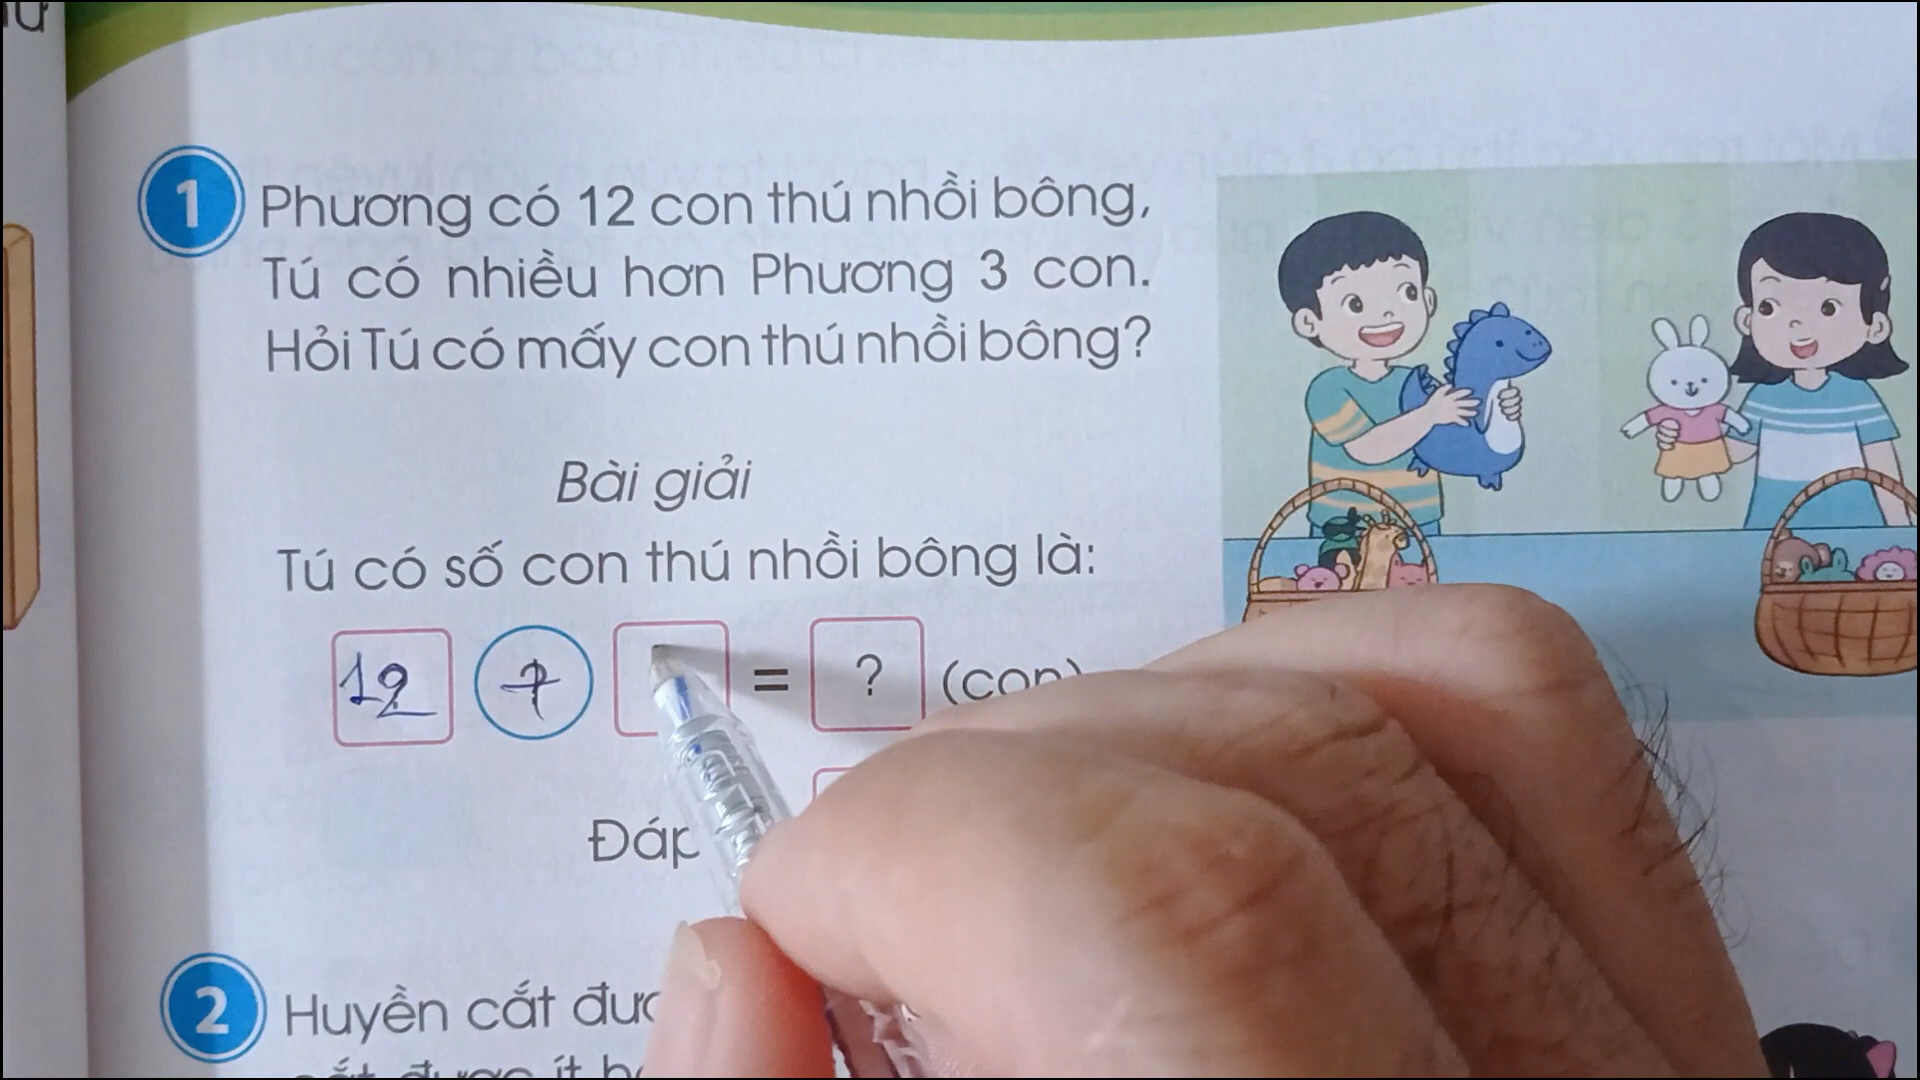 1 Phương có 12 con thú nhồi bông,
Tú có nhiều hơn Phương 3 con.
Hỏi Tú có mấy con thú nhồi bông?
Bài giải
Tú có số con thú nhồi bông là:
12 + = ? (con)
2 Huyền cắt